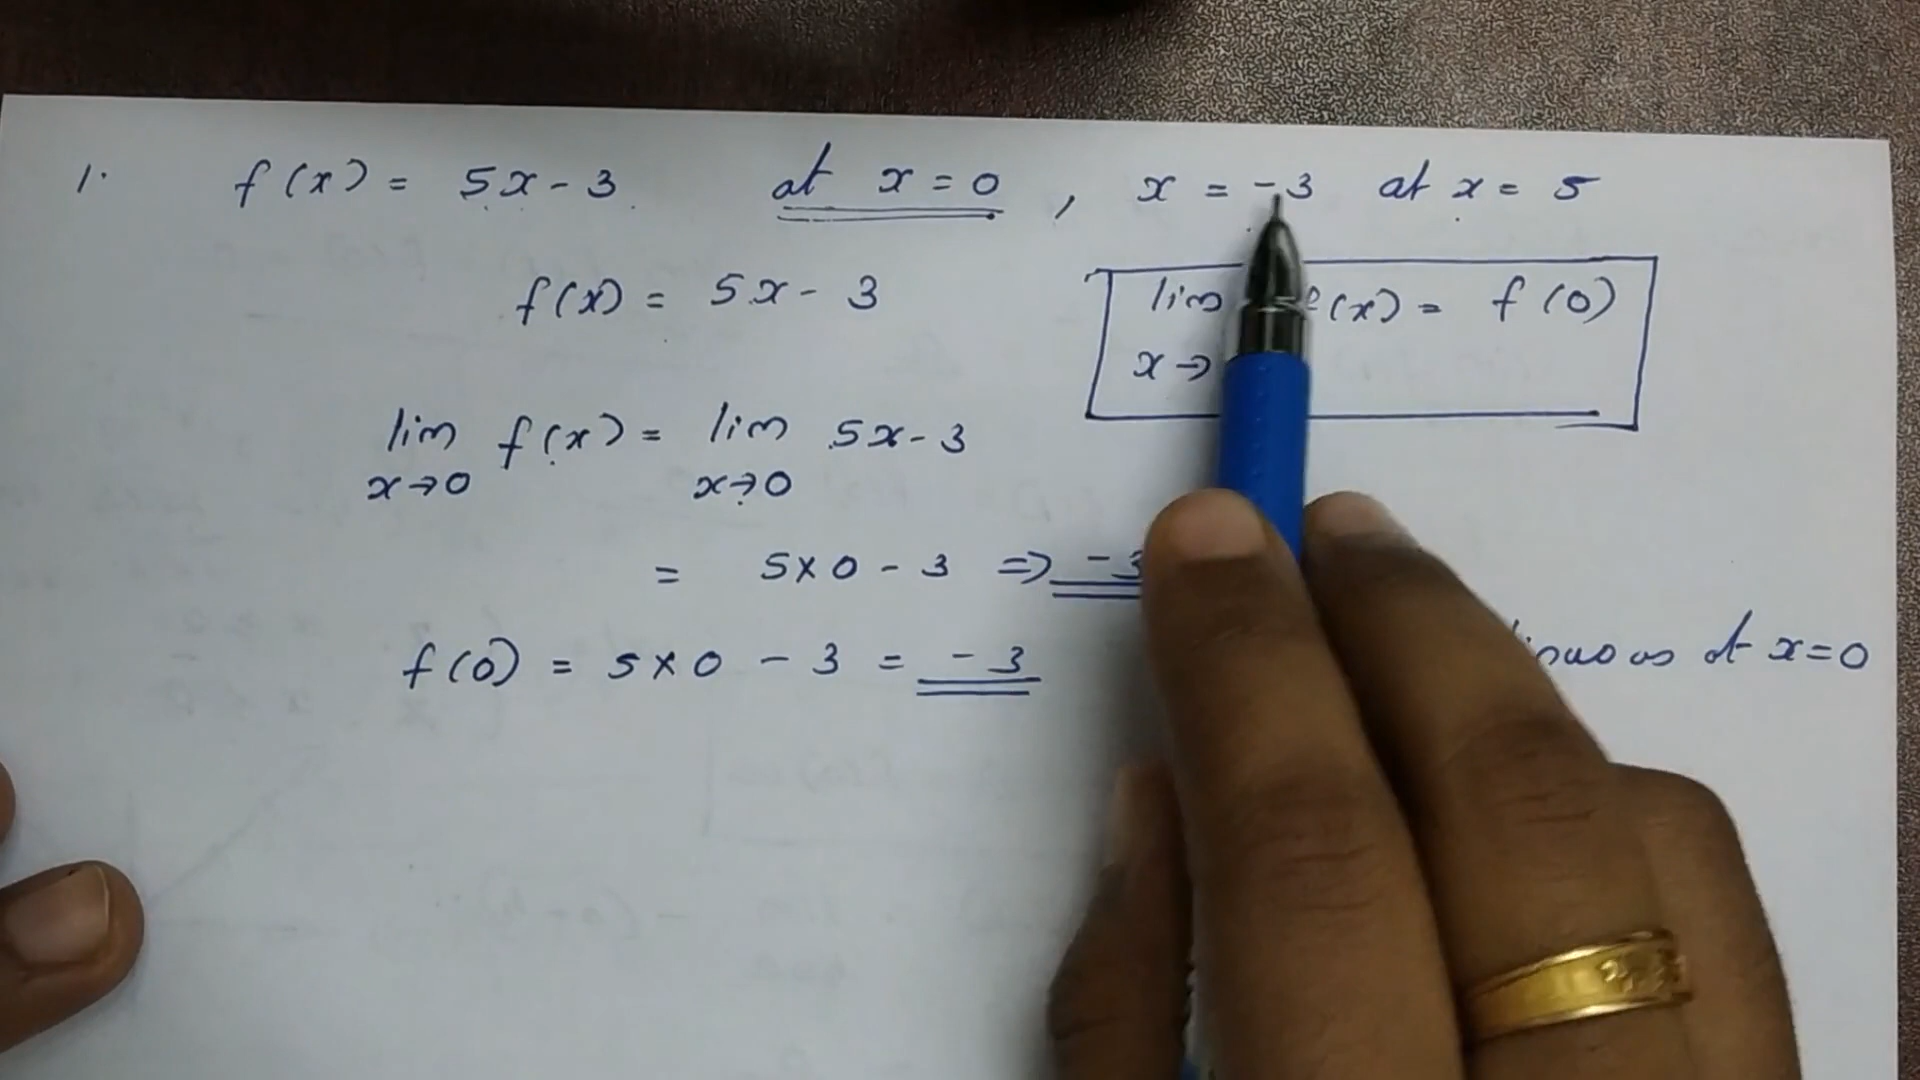 1. f(x) = 5x - 3 at x = 0 , x = -3 at x = 5
f(x) = 5x - 3
lim f(x) = f(0)
x →
lim f(x) = lim 5x - 3
x→0 x→0
= 5 x 0 - 3 ⇒ -3
f(0) = 5 x 0 - 3 = -3
at x=0